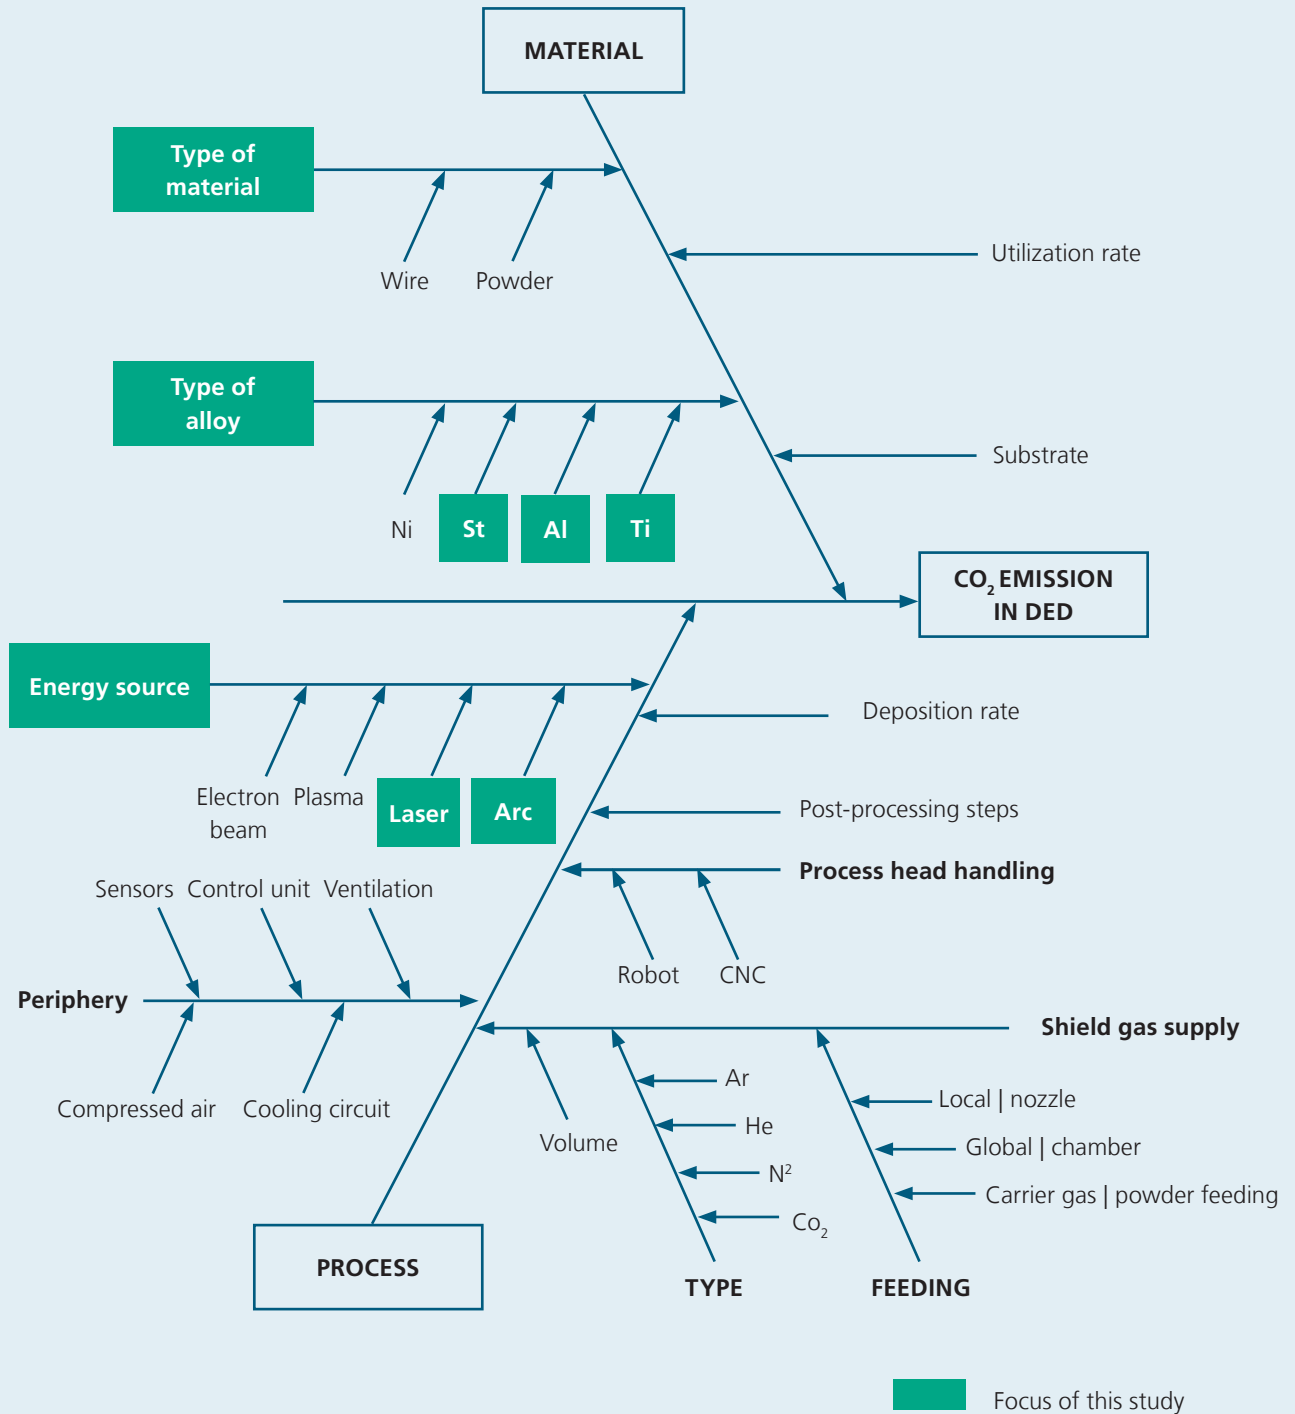 MATERIAL
Type of
material
Wire
Powder
Utilization rate
Type of
alloy
Substrate
Ni
St
Al
Ti
CO₂ EMISSION
IN DED
Energy source
Deposition rate
Electron
beam
Plasma
Laser
Arc
Post-processing steps
Process head handling
Sensors
Control unit
Ventilation
Robot
CNC
Periphery
Shield gas supply
Compressed air
Cooling circuit
Volume
Ar
He
N²
Co₂
Local | nozzle
Global | chamber
Carrier gas | powder feeding
PROCESS
TYPE
FEEDING
Focus of this study